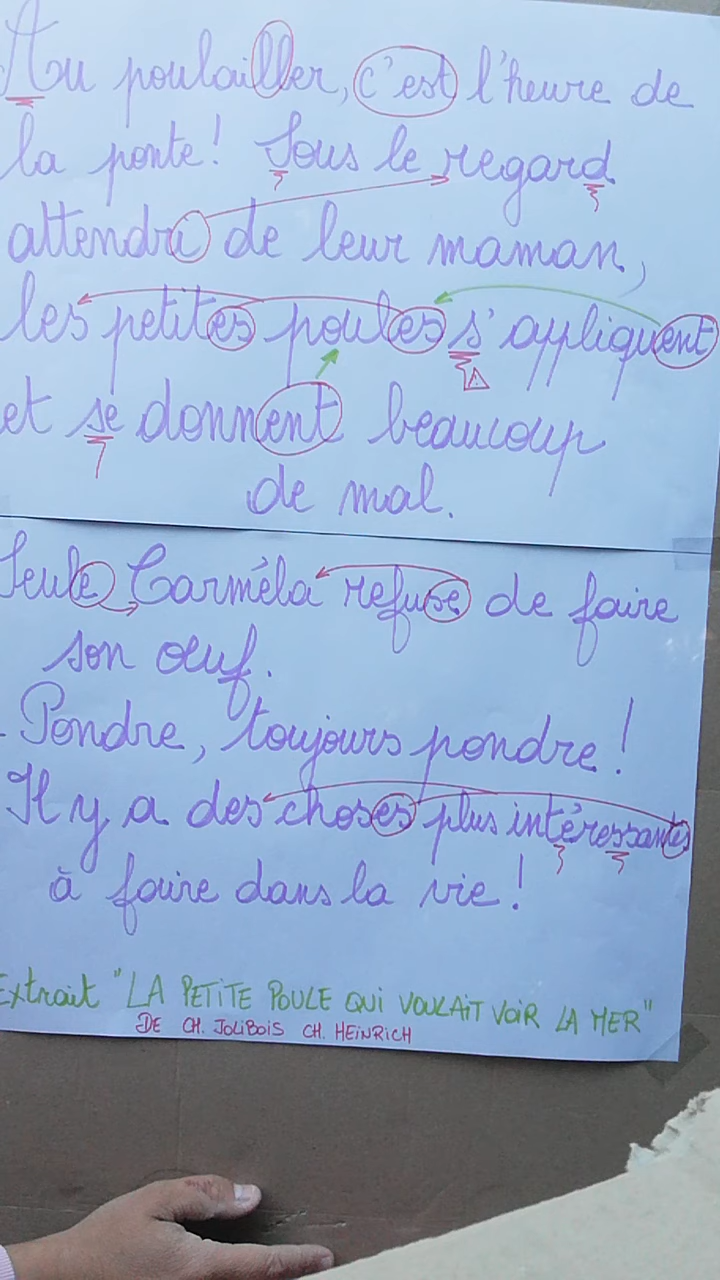 Au poulailler, c'est l'heure de
la ponte! Sous le regard
attendri de leur maman,
les petites poules s'appliquent
et se donnent beaucoup
de mal.
Seule Carméla refuse de faire
son œuf.
- Pondre, toujours pondre!
Il y a des choses plus intéressantes
à faire dans la vie!
Extrait "LA PETITE POULE QUI VOULAIT VOIR LA MER"
DE CH. JOLIBOIS CH. HEINRICH